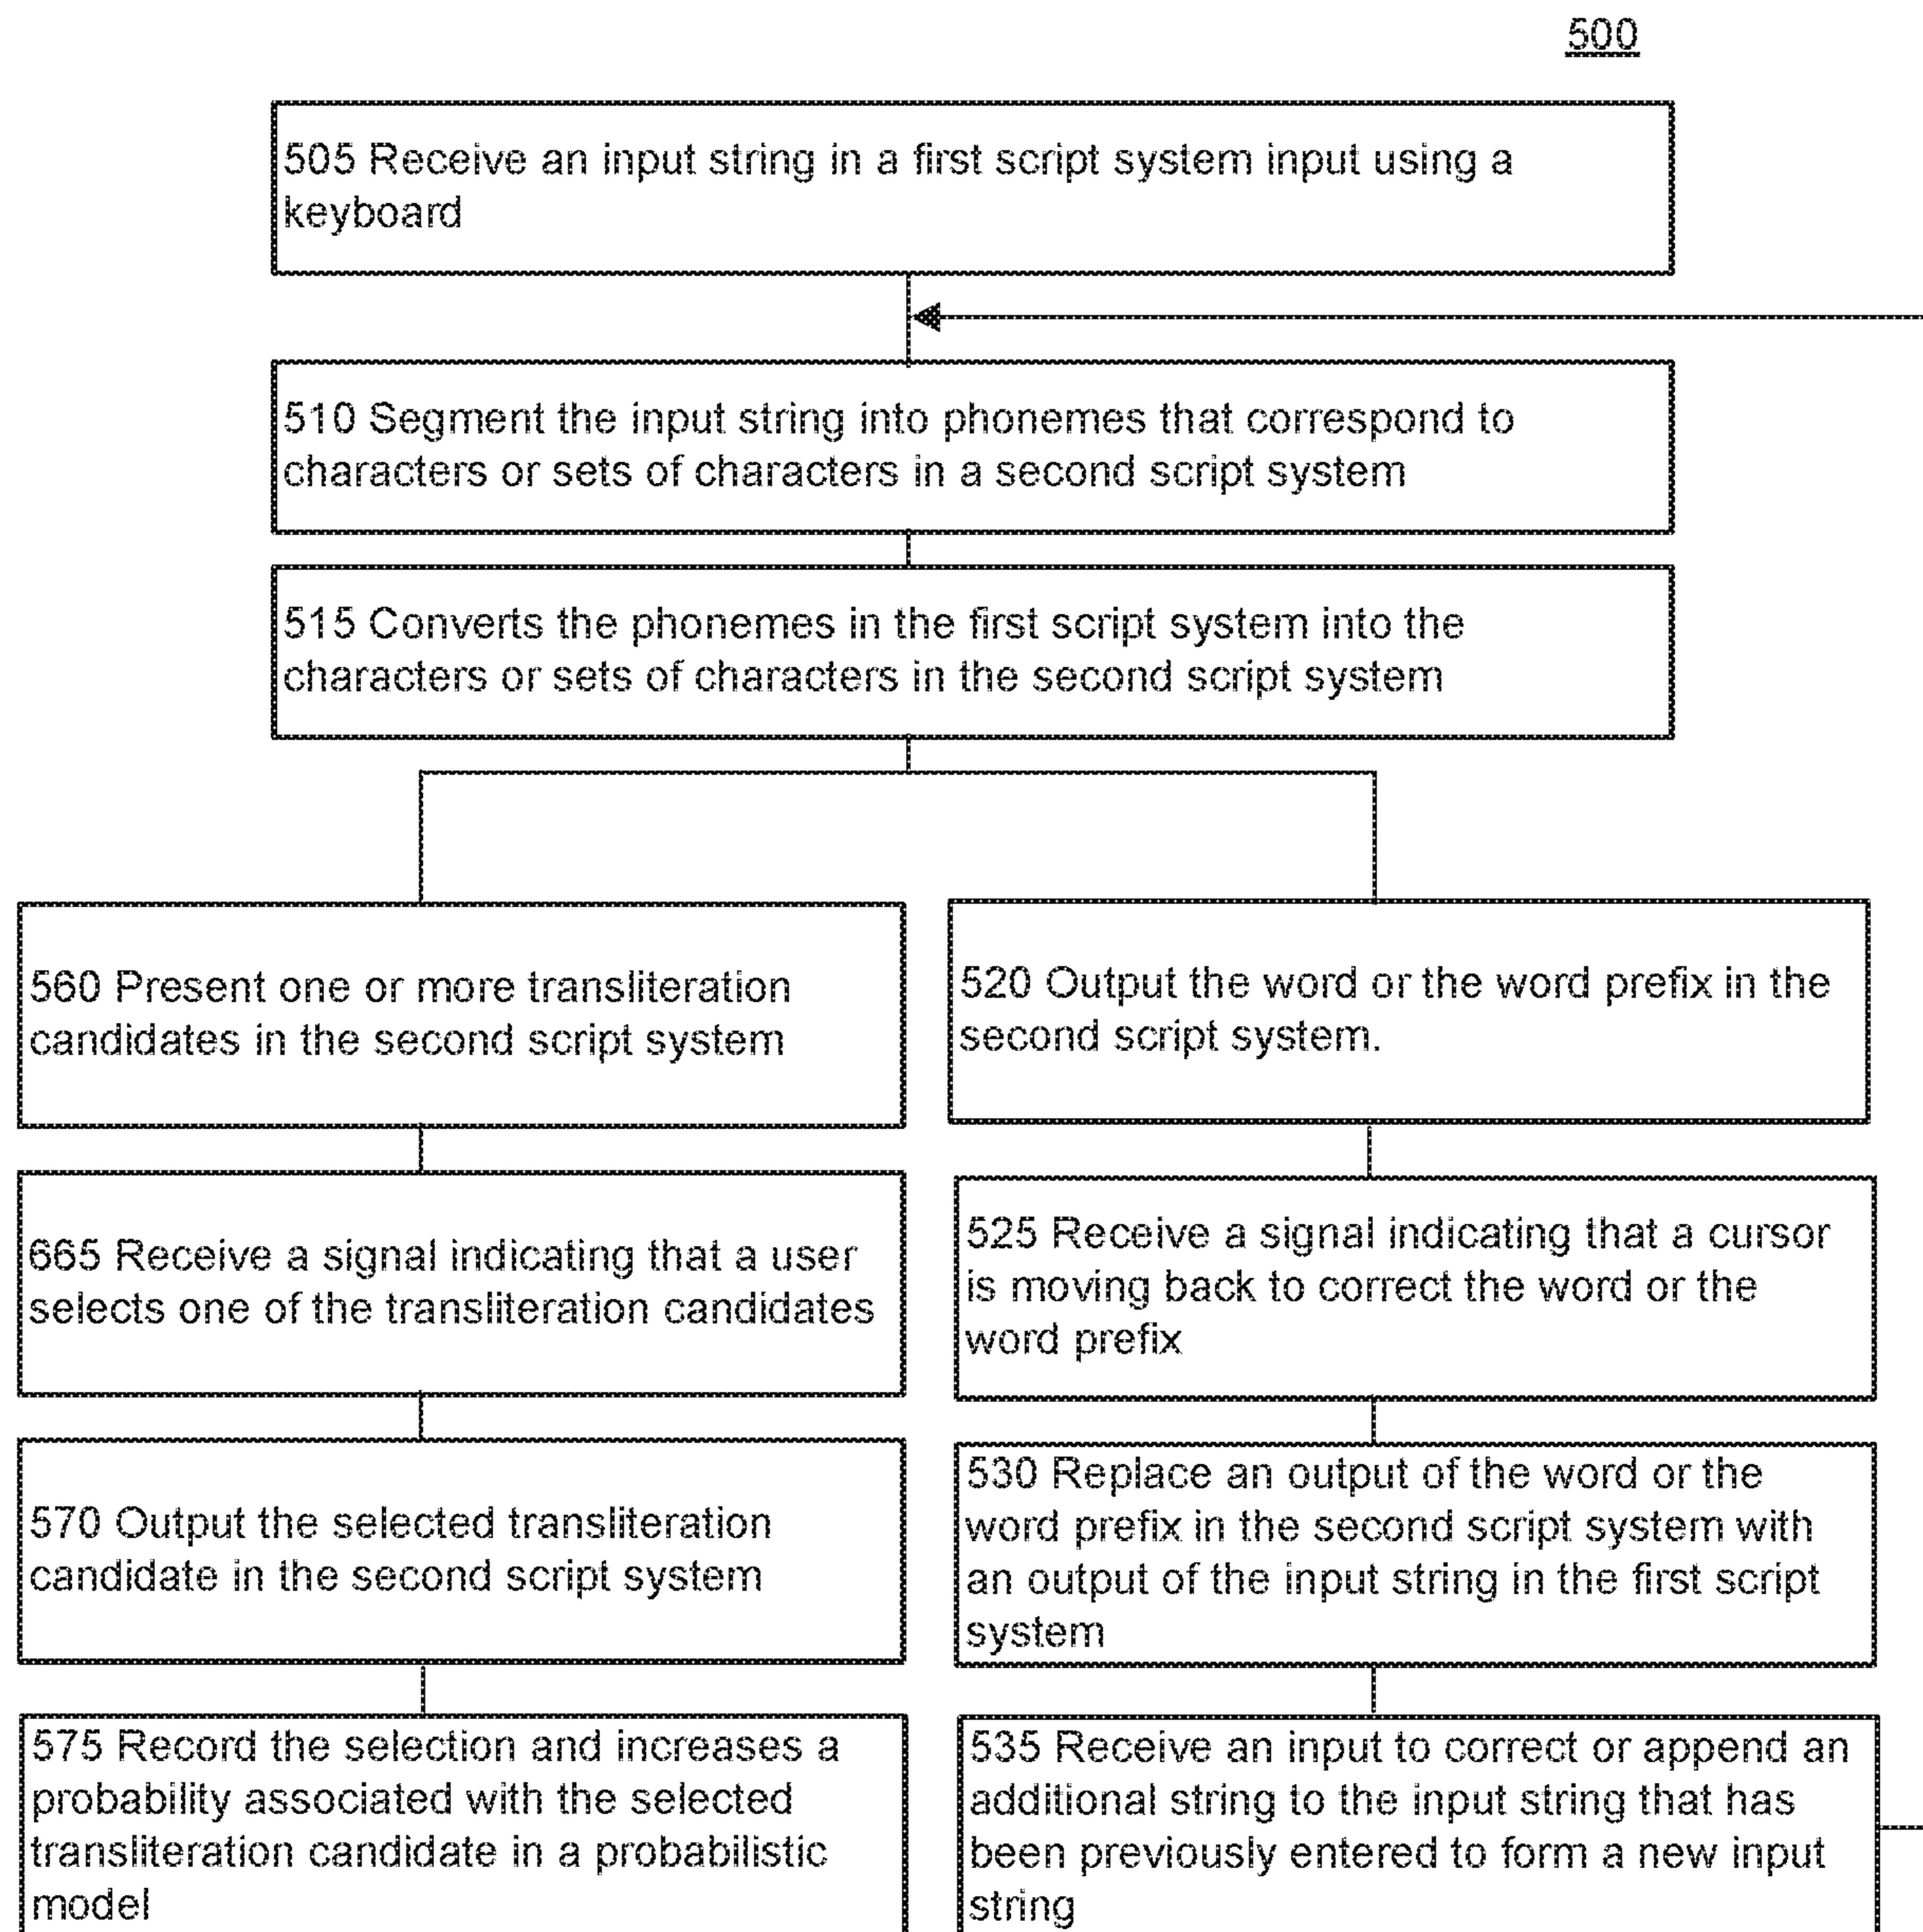 500
505 Receive an input string in a first script system input using a
keyboard
510 Segment the input string into phonemes that correspond to
characters or sets of characters in a second script system
515 Converts the phonemes in the first script system into the
characters or sets of characters in the second script system
560 Present one or more transliteration
candidates in the second script system
665 Receive a signal indicating that a user
selects one of the transliteration candidates
570 Output the selected transliteration
candidate in the second script system
575 Record the selection and increases a
probability associated with the selected
transliteration candidate in a probabilistic
model
520 Output the word or the word prefix in the
second script system.
525 Receive a signal indicating that a cursor
is moving back to correct the word or the
word prefix
530 Replace an output of the word or the
word prefix in the second script system with
an output of the input string in the first script
system
535 Receive an input to correct or append an
additional string to the input string that has
been previously entered to form a new input
string